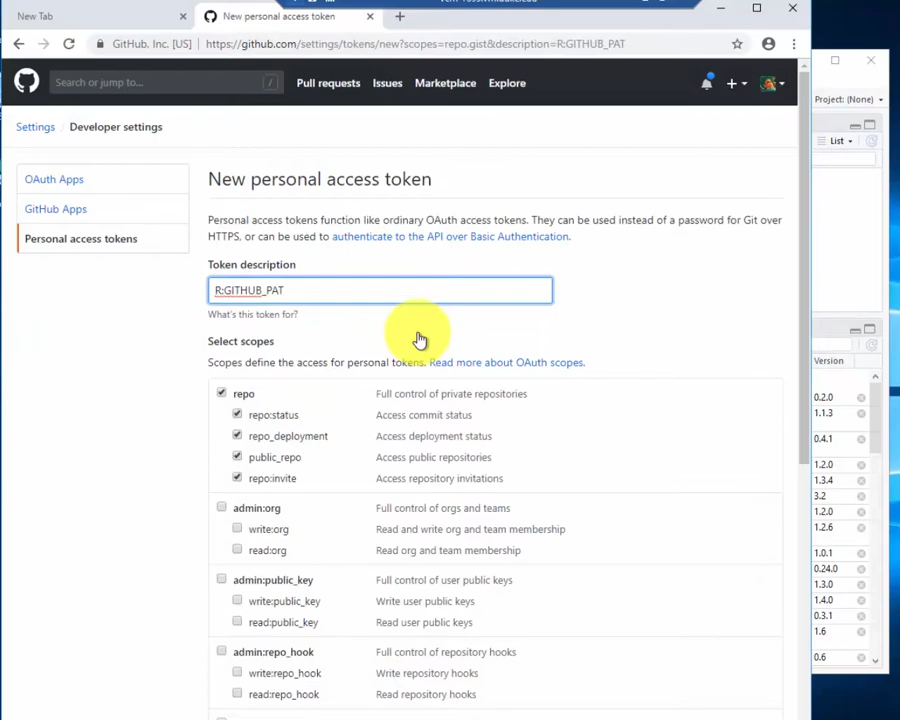 New Tab
New personal access token
GitHub, Inc. [US]
https://github.com/settings/tokens/new?scopes=repo,gist&description=R:GITHUB_PAT
Search or jump to...
/
Pull requests
Issues
Marketplace
Explore
Settings / Developer settings
OAuth Apps
GitHub Apps
Personal access tokens
New personal access token
Personal access tokens function like ordinary OAuth access tokens. They can be used instead of a password for Git over
HTTPS, or can be used to authenticate to the API over Basic Authentication.
Token description
R:GITHUB_PAT
What's this token for?
Select scopes
Scopes define the access for personal tokens. Read more about OAuth scopes.
repo Full control of private repositories
repo:status Access commit status
repo_deployment Access deployment status
public_repo Access public repositories
repo:invite Access repository invitations
admin:org Full control of orgs and teams
write:org Read and write org and team membership
read:org Read org and team membership
admin:public_key Full control of user public keys
write:public_key Write user public keys
read:public_key Read user public keys
admin:repo_hook Full control of repository hooks
write:repo_hook Write repository hooks
read:repo_hook Read repository hooks
Project: (None)
List
Version
0.2.0
1.1.3
0.4.1
1.2.0
1.3.4
3.2
1.2.0
1.2.6
1.0.1
0.24.0
1.3.0
1.4.0
0.3.1
1.6
0.6